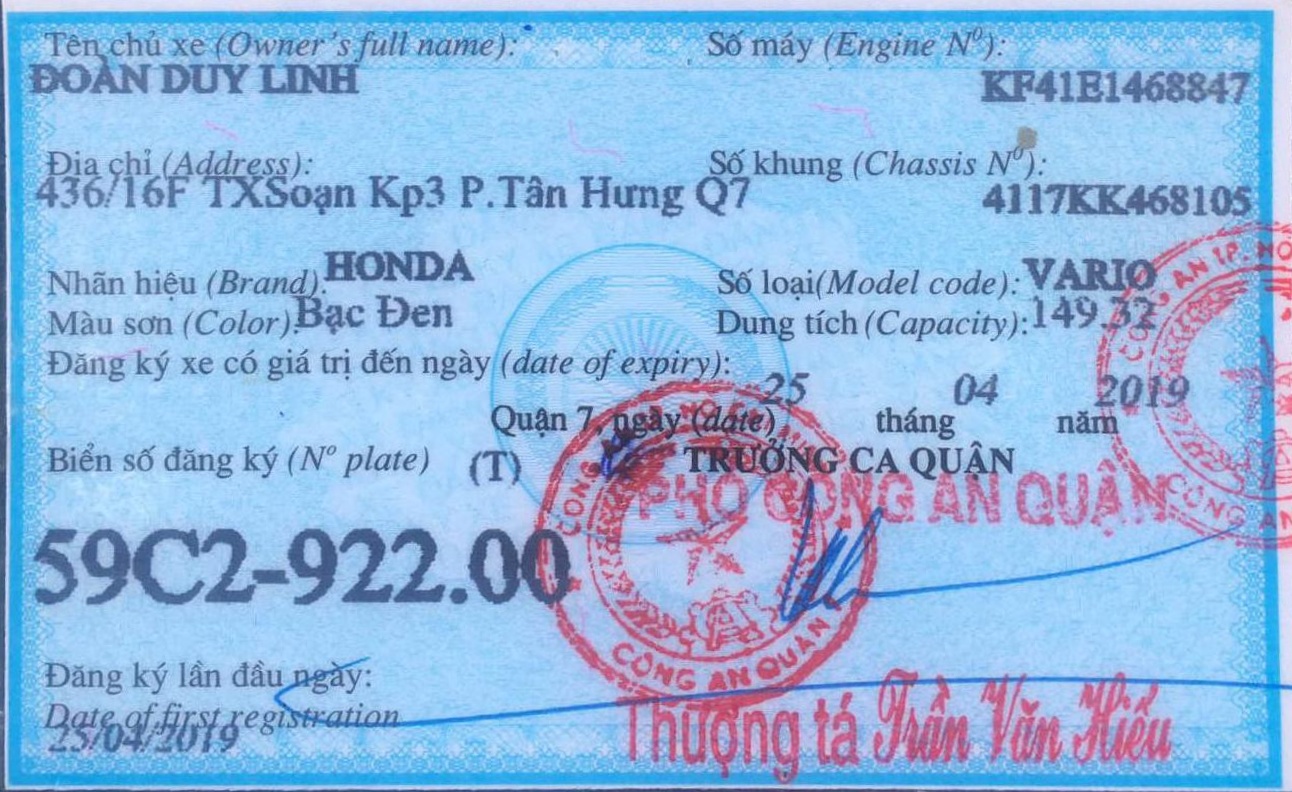 Tên chủ xe (Owner's full name):
ĐOÀN DUY LINH
Số máy (Engine Nº):
KF41E1468847
Địa chỉ (Address):
436/16F TXSoạn Kp3 P.Tân Hưng Q7
Số khung (Chassis Nº):
4117KK468105
Nhãn hiệu (Brand): HONDA
Số loại(Model code): VARIO
Màu sơn (Color): Bạc Đen
Dung tích (Capacity): 149.32
Đăng ký xe có giá trị đến ngày (date of expiry):
Quận 7, ngày (date) 25 tháng 04 năm 2019
Biển số đăng ký (Nº plate) (T)
TRƯỞNG CA QUẬN
PHÓ CÔNG AN QUẬN
59C2-922.00
CÔNG AN QUẬN
CÔNG AN TP.
Đăng ký lần đầu ngày:
Date of first registration
25/04/2019
Thượng tá Trần Văn Hiếu